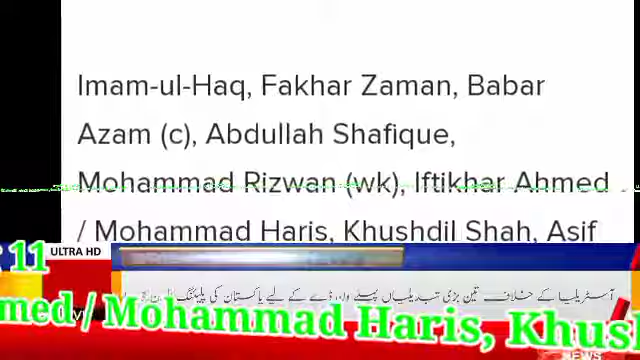 Imam-ul-Haq, Fakhar Zaman, Babar
Azam (c), Abdullah Shafique,
Mohammad Rizwan (wk), Iftikhar Ahmed
/ Mohammad Haris, Khushdil Shah, Asif
11
ULTRA HD
آسٹریلیا کے خلاف تین بڑی تبدیلیاں پہلے ون ڈے کے لیے پاکستان کی پلیئنگ
med / Mohammad Haris, Khush
NEWS